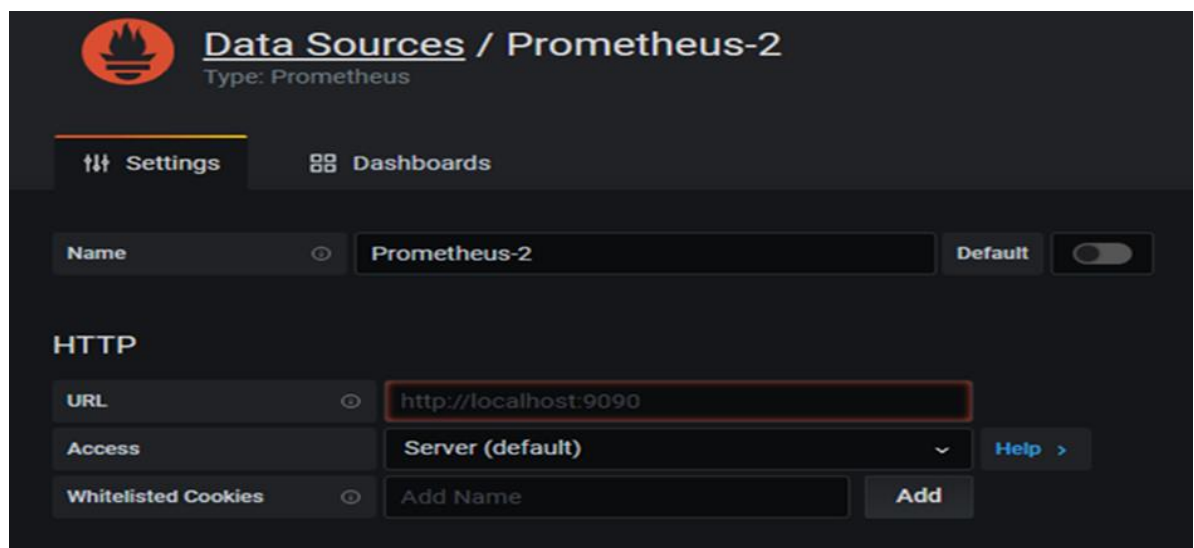 Data Sources / Prometheus-2
Type: Prometheus
Settings Dashboards
Name Prometheus-2 Default
HTTP
URL http://localhost:9090
Access Server (default) Help >
Whitelisted Cookies Add Name Add